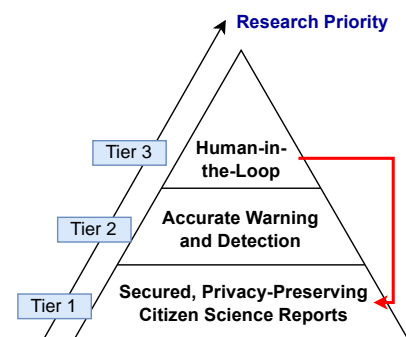 Research Priority
Tier 3
Human-in-
the-Loop
Tier 2
Accurate Warning
and Detection
Tier 1
Secured, Privacy-Preserving
Citizen Science Reports